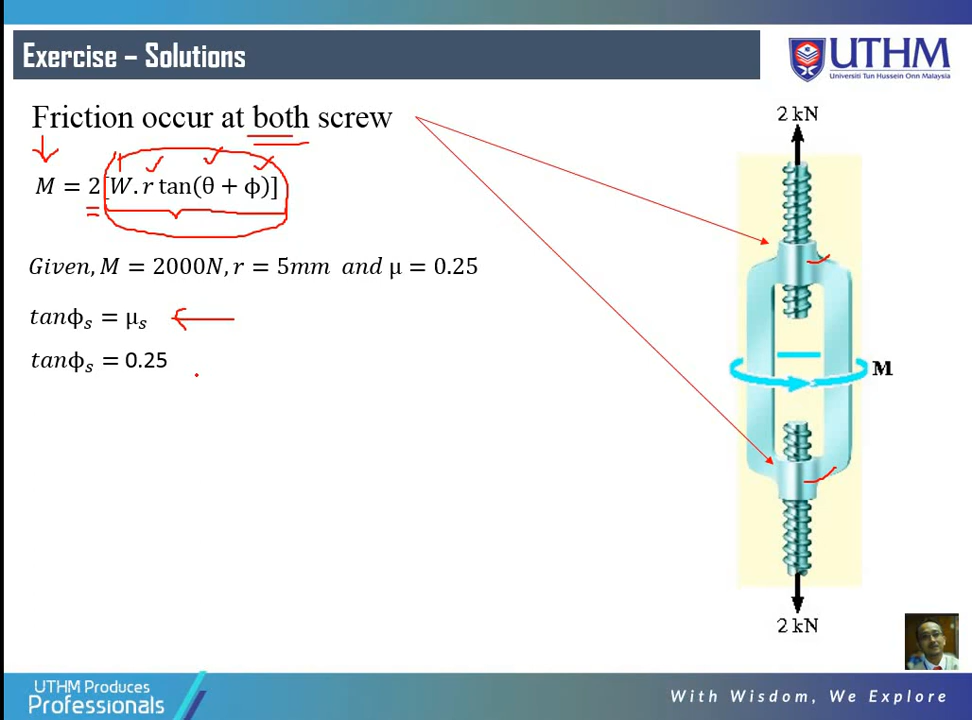 Exercise – Solutions
UTHM
Universiti Tun Hussein Onn Malaysia
Friction occur at both screw
2 kN
M = 2[W.r tan(θ + ϕ)]
Given, M = 2000N, r = 5mm and μ = 0.25
tanϕₛ = μₛ
tanϕₛ = 0.25
M
2 kN
UTHM Produces
Professionals
With Wisdom, We Explore